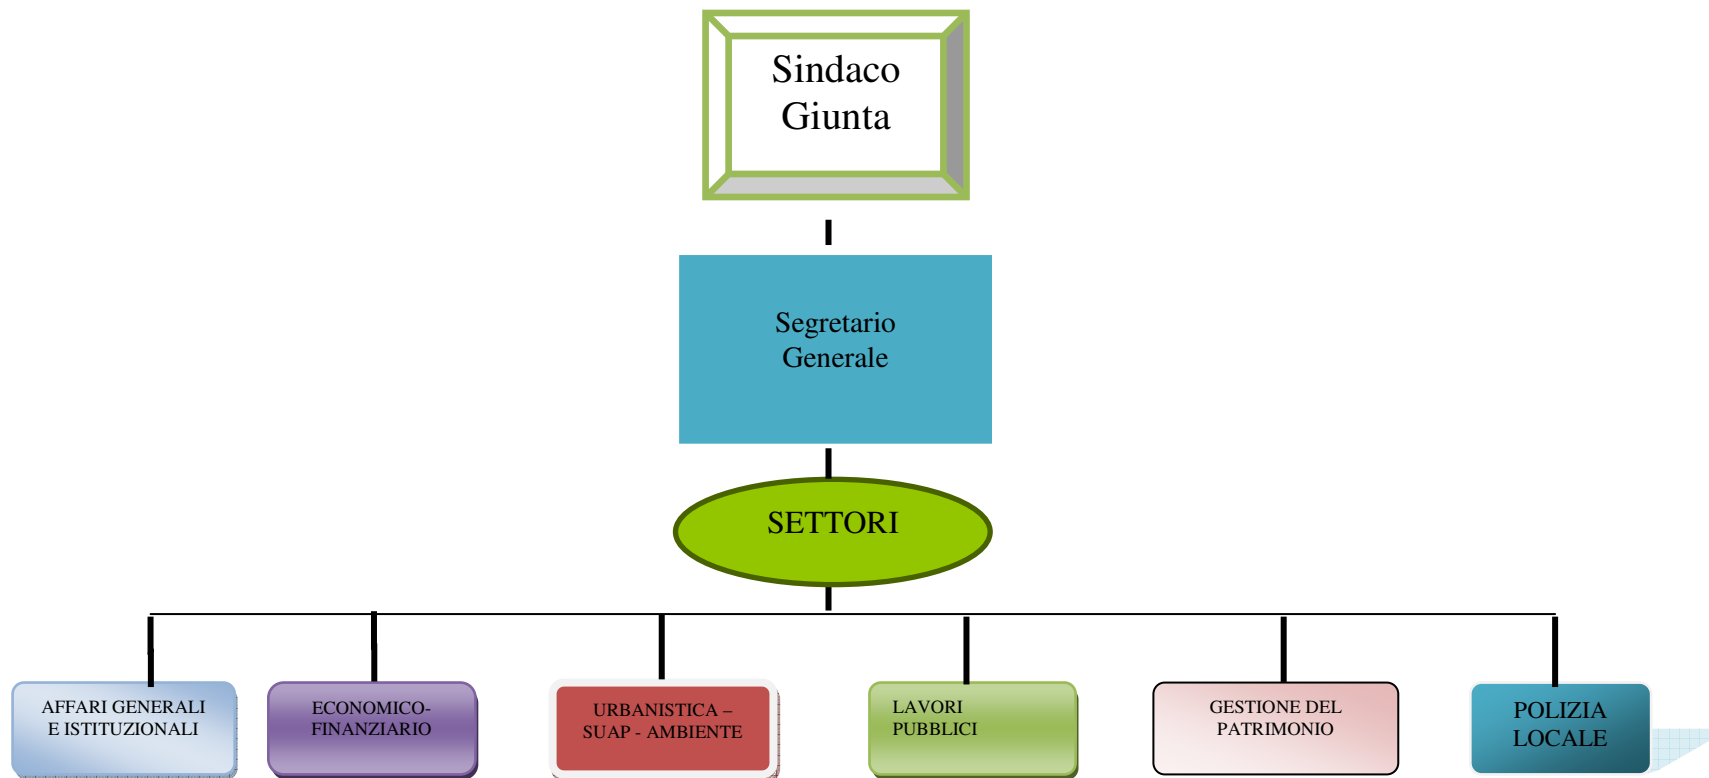 Sindaco
Giunta
Segretario
Generale
SETTORI
AFFARI GENERALI
E ISTITUZIONALI
ECONOMICO-
FINANZIARIO
URBANISTICA –
SUAP - AMBIENTE
LAVORI
PUBBLICI
GESTIONE DEL
PATRIMONIO
POLIZIA
LOCALE